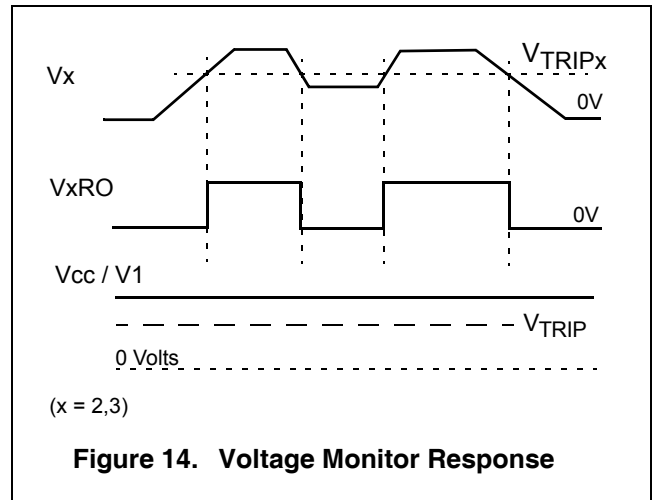 Vx
VTRIPx
0V
VxRO
0V
Vcc / V1
VTRIP
0 Volts
(x = 2,3)
Figure 14. Voltage Monitor Response